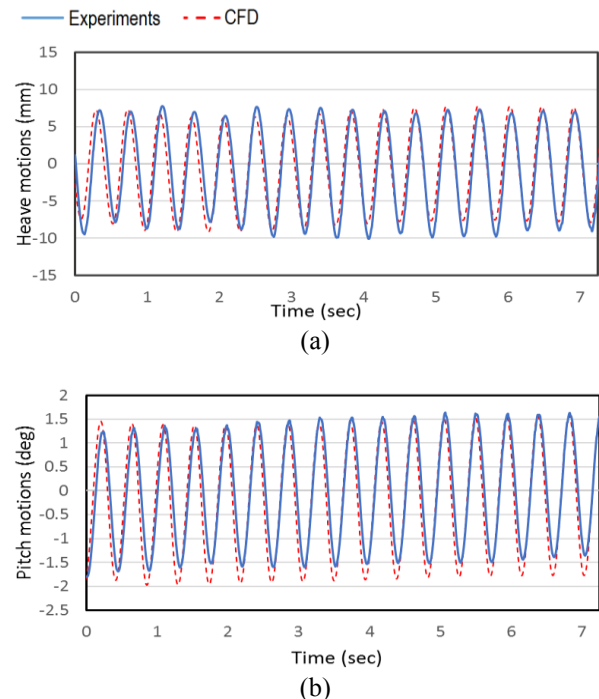 Experiments CFD
Heave motions (mm)
15
10
5
0
-5
-10
-15
0 1 2 3 4 5 6 7
Time (sec)
(a)
Pitch motions (deg)
2
1.5
1
0.5
0
-0.5
-1
-1.5
-2
-2.5
0 1 2 3 4 5 6 7
Time (sec)
(b)